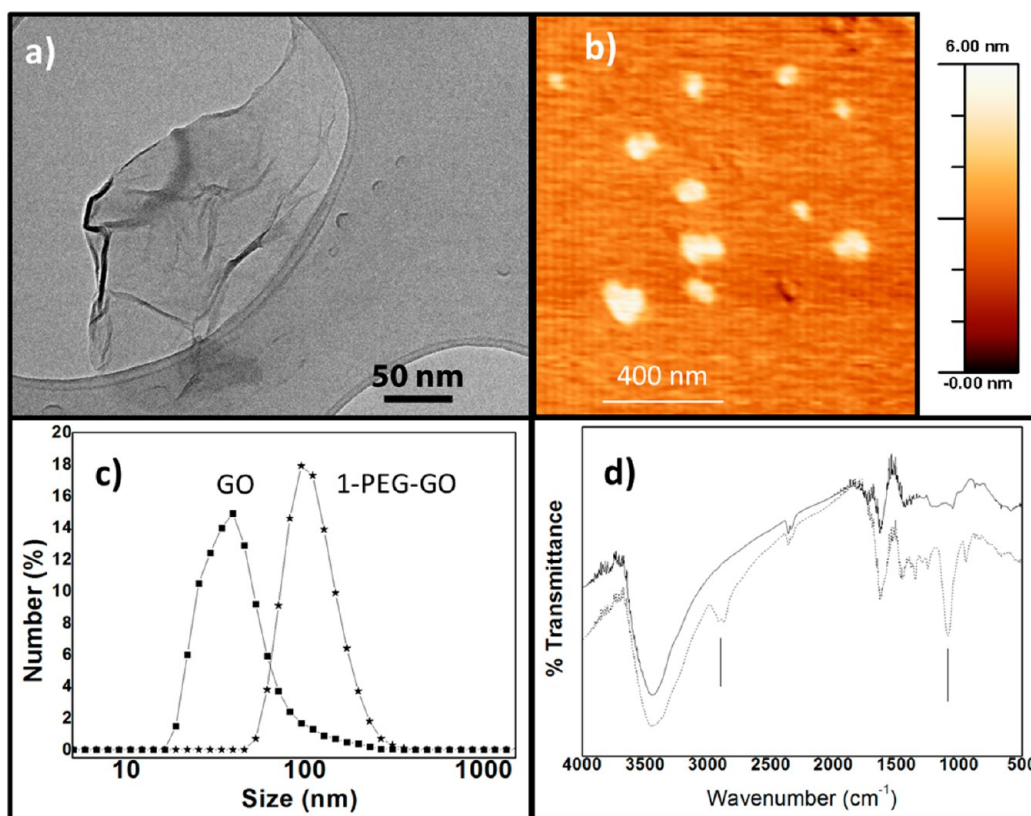 a)
50 nm
b)
400 nm
6.00 nm
-0.00 nm
c)
GO
1-PEG-GO
20
18
16
14
12
10
8
6
4
2
0
Number (%)
10
100
1000
Size (nm)
d)
% Transmittance
4000
3500
3000
2500
2000
1500
1000
500
Wavenumber (cm⁻¹)